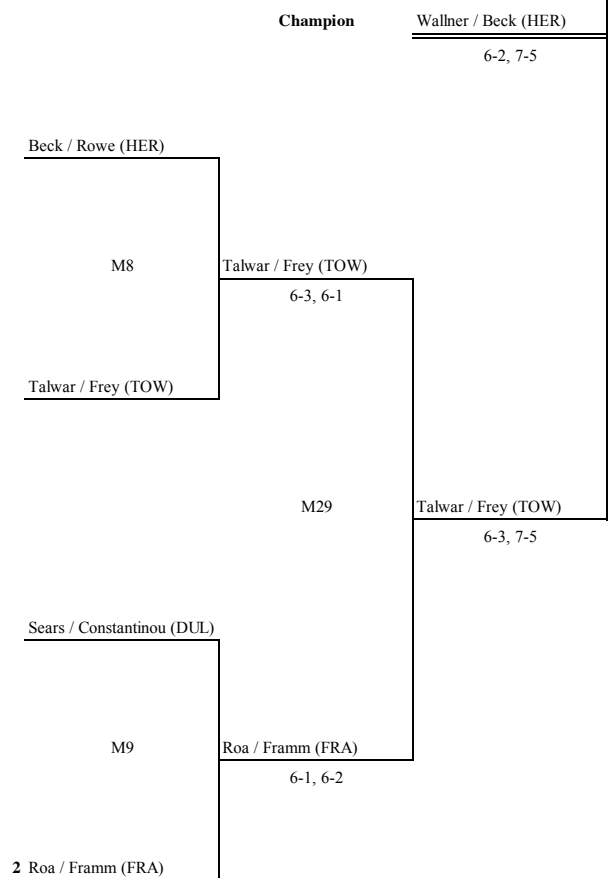 Champion Wallner / Beck (HER)
6-2, 7-5
Beck / Rowe (HER)
M8 Talwar / Frey (TOW)
6-3, 6-1
Talwar / Frey (TOW)
M29 Talwar / Frey (TOW)
6-3, 7-5
Sears / Constantinou (DUL)
M9 Roa / Framm (FRA)
6-1, 6-2
2 Roa / Framm (FRA)